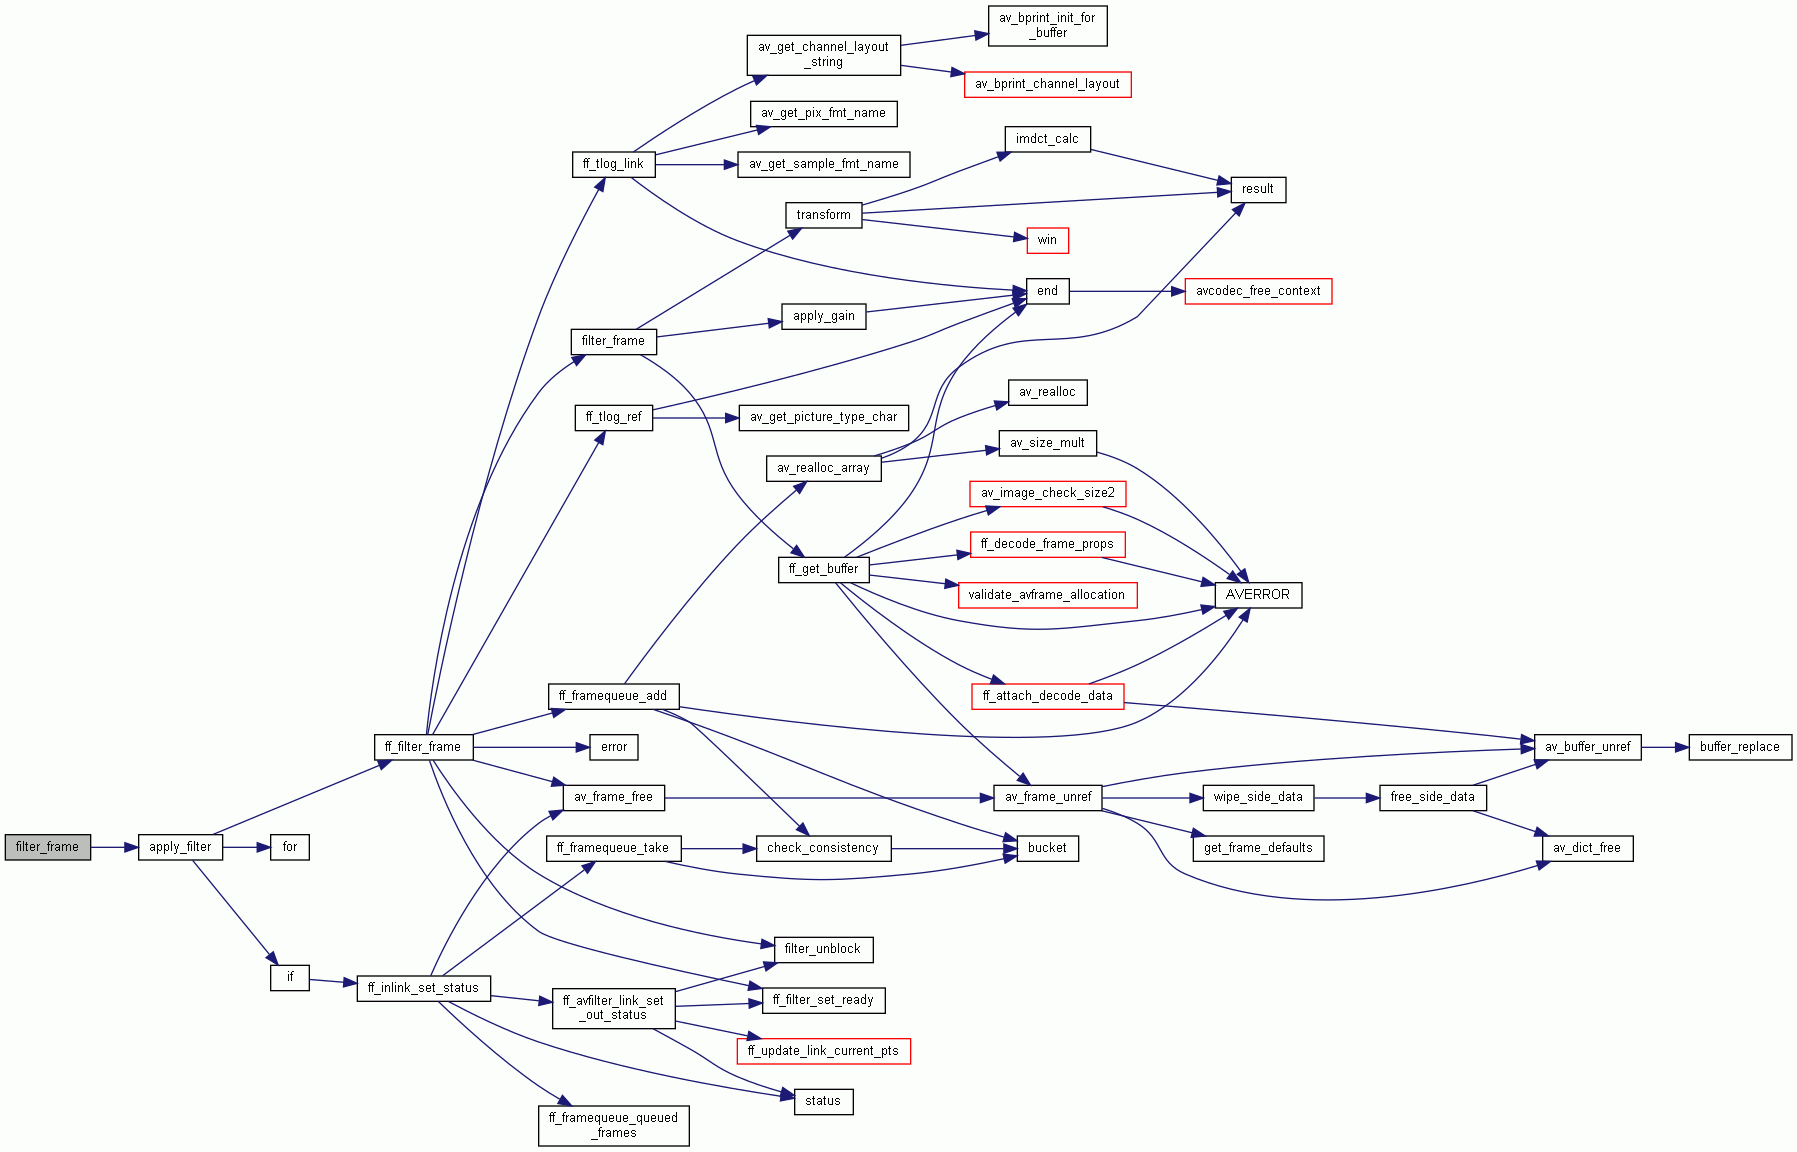 av_bprint_init_for
_buffer
av_get_channel_layout
_string
av_bprint_channel_layout
av_get_pix_fmt_name
imdct_calc
ff_tlog_link
av_get_sample_fmt_name
result
transform
win
end
avcodec_free_context
apply_gain
filter_frame
av_realloc
ff_tlog_ref
av_get_picture_type_char
av_size_mult
av_realloc_array
av_image_check_size2
ff_decode_frame_props
ff_get_buffer
validate_avframe_allocation
AVERROR
ff_framequeue_add
ff_attach_decode_data
ff_filter_frame
error
av_buffer_unref
buffer_replace
av_frame_free
av_frame_unref
wipe_side_data
free_side_data
filter_frame
apply_filter
for
ff_framequeue_take
check_consistency
bucket
get_frame_defaults
av_dict_free
filter_unblock
if
ff_inlink_set_status
ff_avfilter_link_set
_out_status
ff_filter_set_ready
ff_update_link_current_pts
status
ff_framequeue_queued
_frames